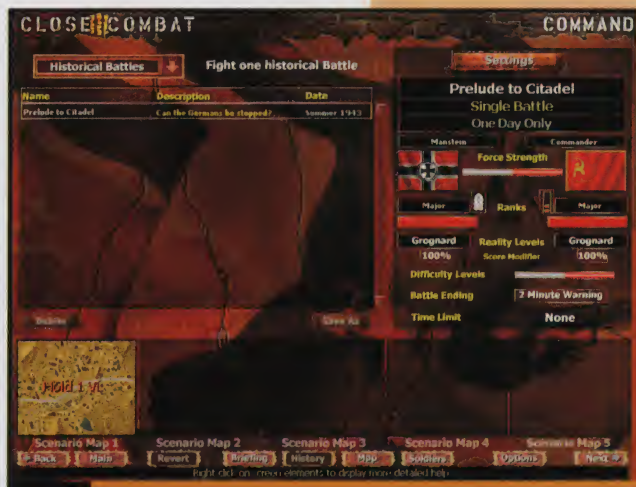 CLOSE COMBAT
COMMAND
Historical Battles
Fight one historical Battle
Name Description Date
Prelude to Citadel Can the Germans be stopped? Summer 1943
Delete
Save As
Settings
Prelude to Citadel
Single Battle
One Day Only
Manstein Commander
Force Strength
Major Ranks Major
Grognard Reality Levels Grognard
100% Score Modifier 100%
Difficulty Levels
Battle Ending 2 Minute Warning
Time Limit None
Hold 1 VL
Scenario Map 1 Scenario Map 2 Scenario Map 3 Scenario Map 4 Scenario Map 5
Back Main Revert Briefing History Map Soldiers Options Next
Right click on screen elements to display more detailed help